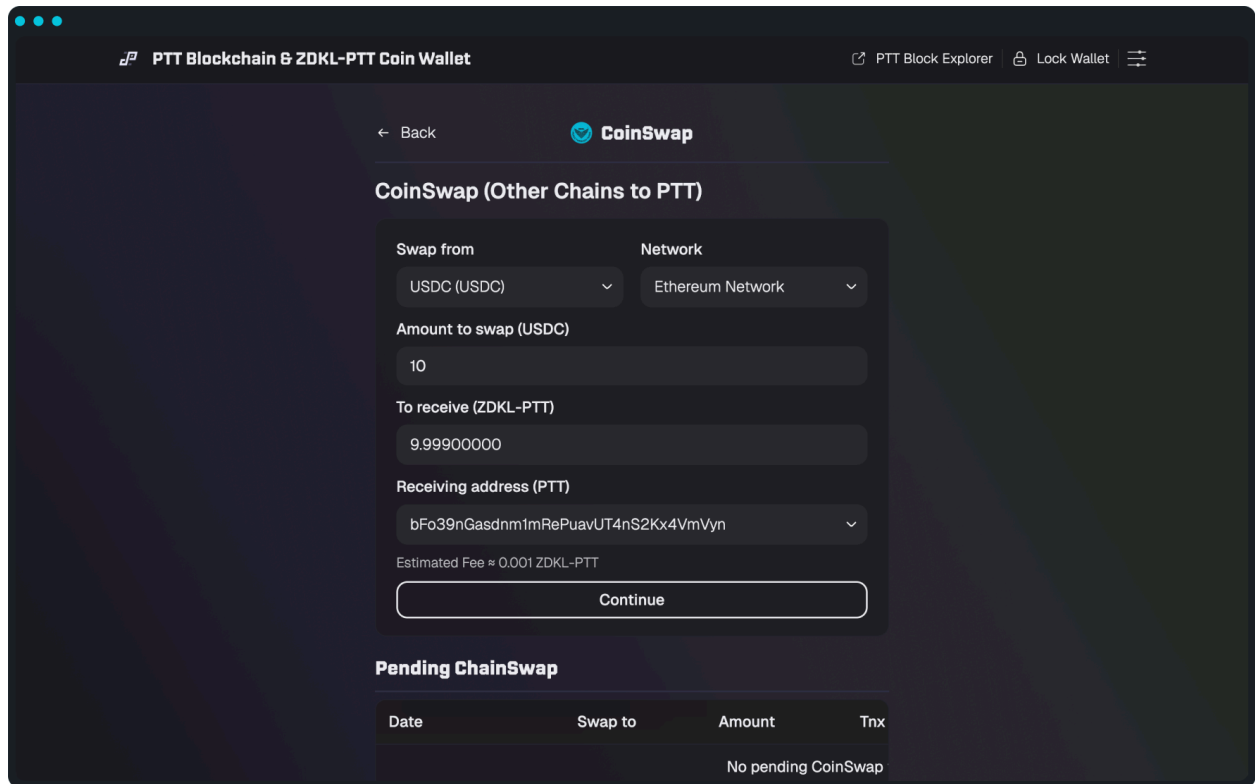 PTT Blockchain & ZDKL-PTT Coin Wallet PTT Block Explorer Lock Wallet
← Back CoinSwap
CoinSwap (Other Chains to PTT)
Swap from Network
USDC (USDC) Ethereum Network
Amount to swap (USDC)
10
To receive (ZDKL-PTT)
9.99900000
Receiving address (PTT)
bFo39nGasdnm1mRePuavUT4nS2Kx4VmVyn
Estimated Fee ≈ 0.001 ZDKL-PTT
Continue
Pending ChainSwap
Date Swap to Amount Tnx
No pending CoinSwap